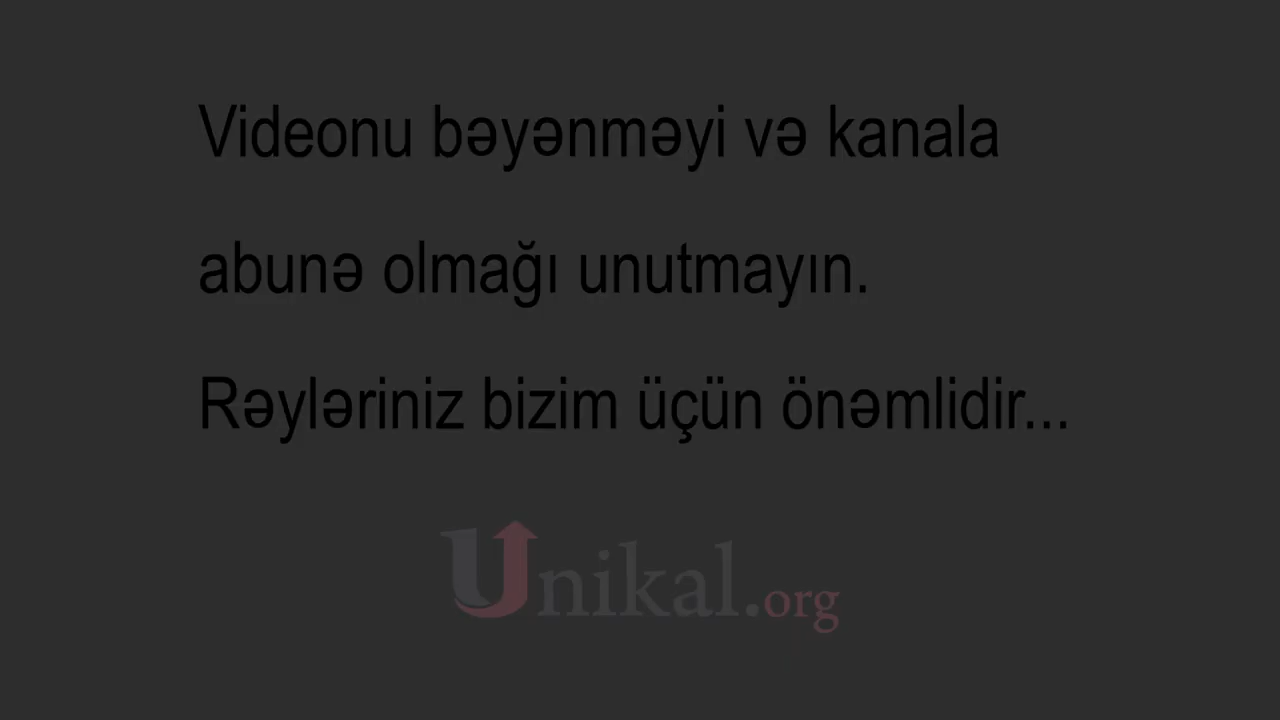 Videonu bəyənməyi və kanala
abunə olmağı unutmayın.
Rəyləriniz bizim üçün önəmlidir...
Unikal.org